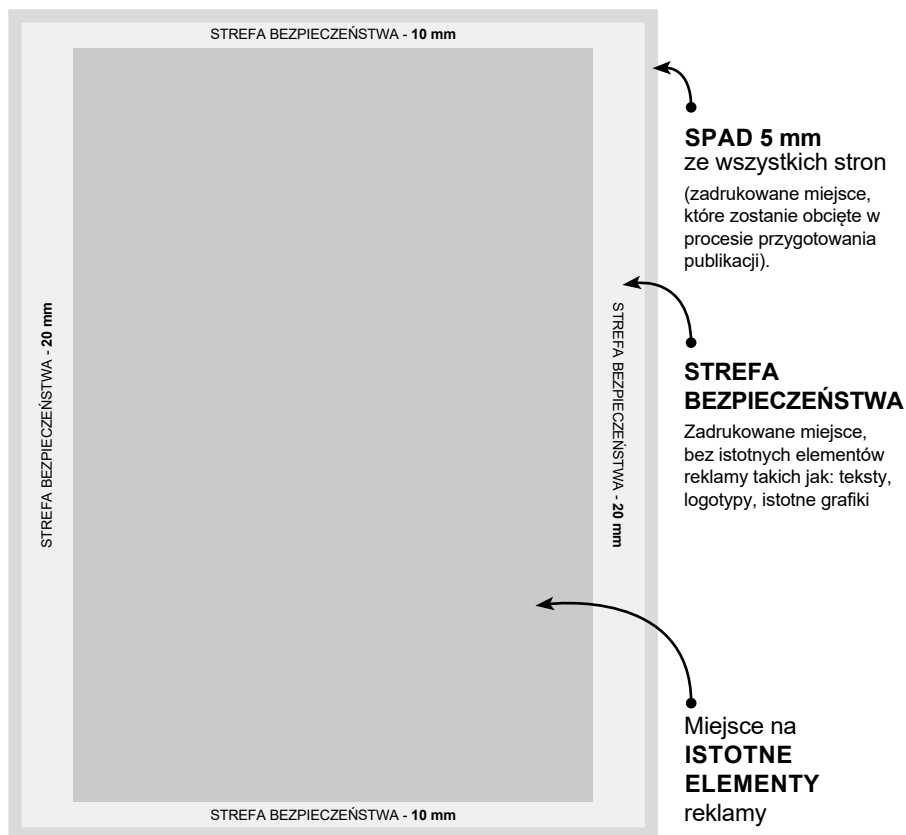 STREFA BEZPIECZEŃSTWA - 10 mm
SPAD 5 mm
ze wszystkich stron
(zadrukowane miejsce,
które zostanie obcięte w
procesie przygotowania
publikacji).
STREFA BEZPIECZEŃSTWA - 20 mm
STREFA BEZPIECZEŃSTWA - 20 mm
STREFA
BEZPIECZEŃSTWA
Zadrukowane miejsce,
bez istotnych elementów
reklamy takich jak: teksty,
logotypy, istotne grafiki
Miejsce na
ISTOTNE
ELEMENTY
reklamy
STREFA BEZPIECZEŃSTWA - 10 mm